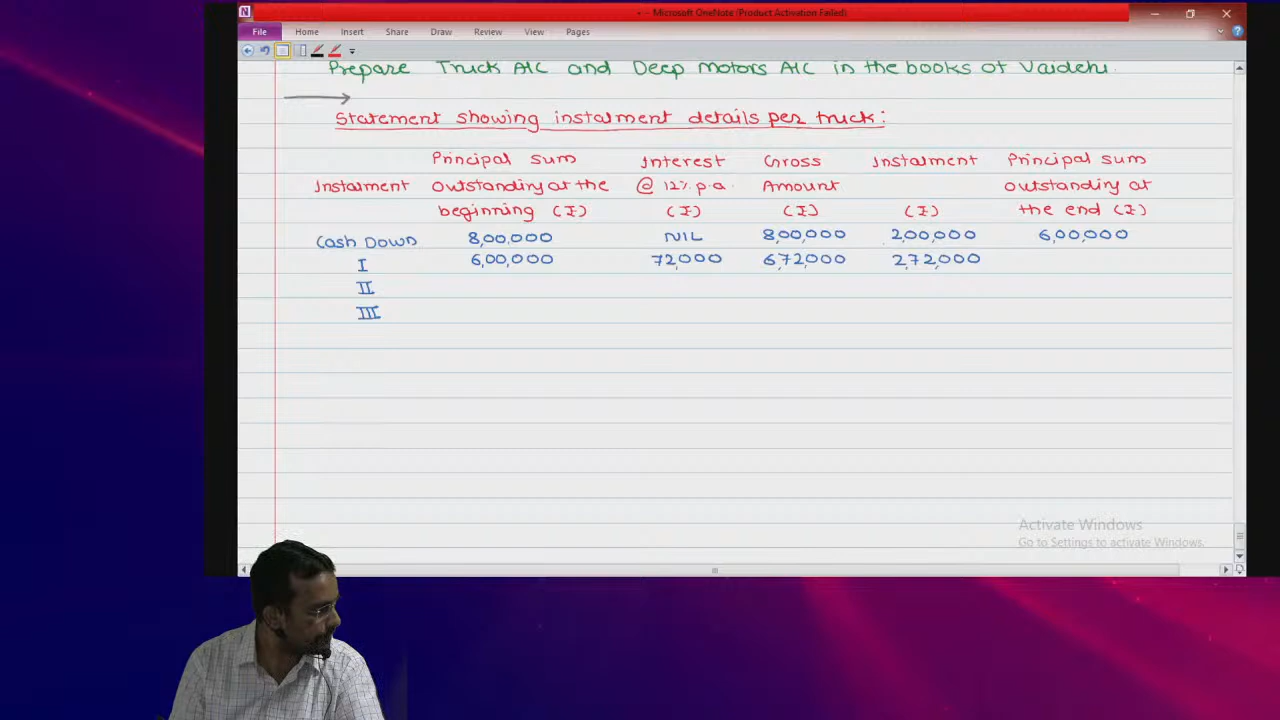 Microsoft OneNote (Product Activation Failed)
File Home Insert Share Draw Review View Pages
Prepare Truck A/C and Deep Motors A/C in the books of Vaidehi.
Statement showing instalment details per truck:
Principal sum Interest Gross Instalment Principal sum
Instalment outstanding at the @ 12% p.a. Amount outstanding at
beginning (₹) (₹) (₹) (₹) the end (₹)
Cash Down 8,00,000 NIL 8,00,000 2,00,000 6,00,000
I 6,00,000 72,000 6,72,000 2,72,000
II
III
Activate Windows
Go to Settings to activate Windows.